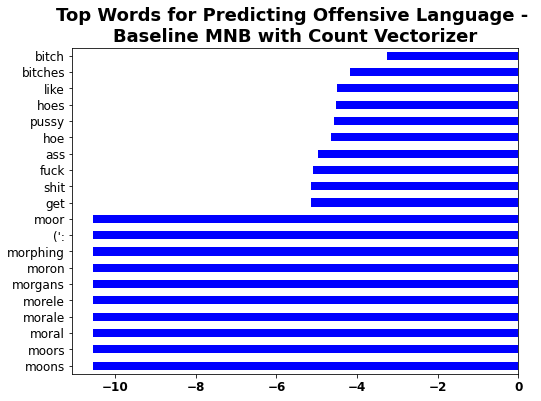 Top Words for Predicting Offensive Language -
Baseline MNB with Count Vectorizer
bitch
bitches
like
hoes
pussy
hoe
ass
fuck
shit
get
moor
(':
morphing
moron
morgans
morele
morale
moral
moors
moons
−10 −8 −6 −4 −2 0